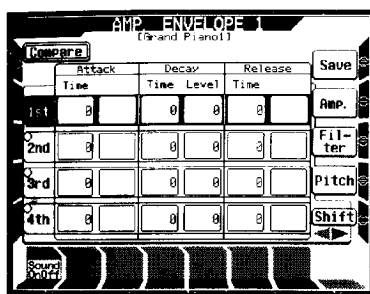 AMP. ENVELOPE 1
[Grand Piano1]
Compare
Save
Attack Decay Release
Time Time Level Time
1st 0 0 0 0
Amp.
2nd 0 0 0 0
Fil-
ter
3rd 0 0 0 0
Pitch
4th 0 0 0 0
Shift
Sound
On0ff